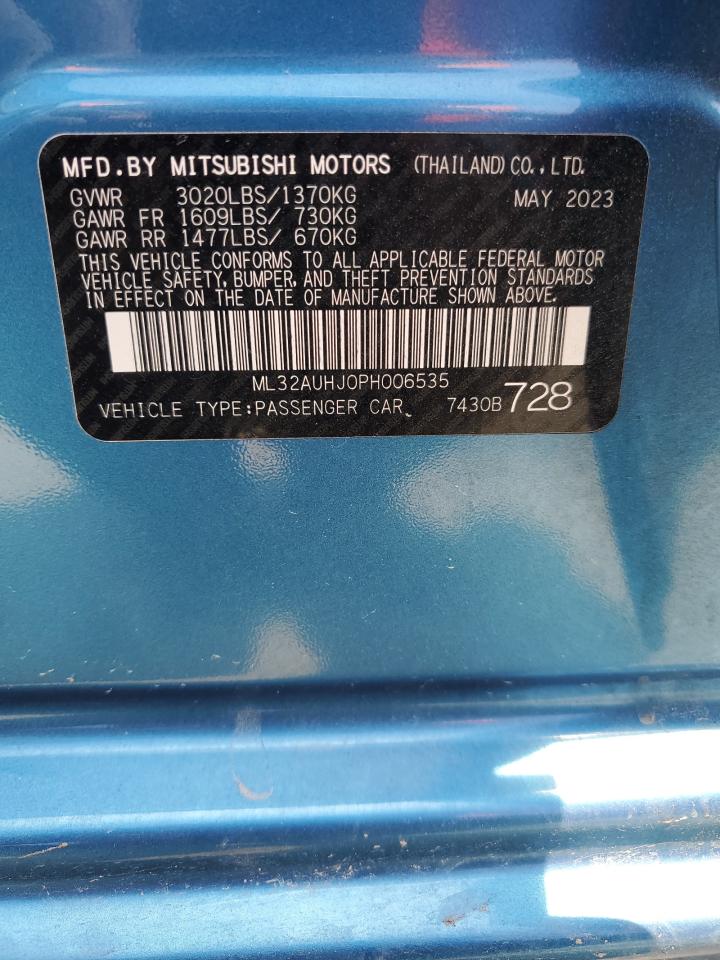 MFD.BY MITSUBISHI MOTORS (THAILAND) CO., LTD.
GVWR 3020LBS/1370KG MAY 2023
GAWR FR 1609LBS/ 730KG
GAWR RR 1477LBS/ 670KG
THIS VEHICLE CONFORMS TO ALL APPLICABLE FEDERAL MOTOR
VEHICLE SAFETY, BUMPER, AND THEFT PREVENTION STANDARDS
IN EFFECT ON THE DATE OF MANUFACTURE SHOWN ABOVE.
ML32AUHJ0PH006535
VEHICLE TYPE:PASSENGER CAR 7430B 728